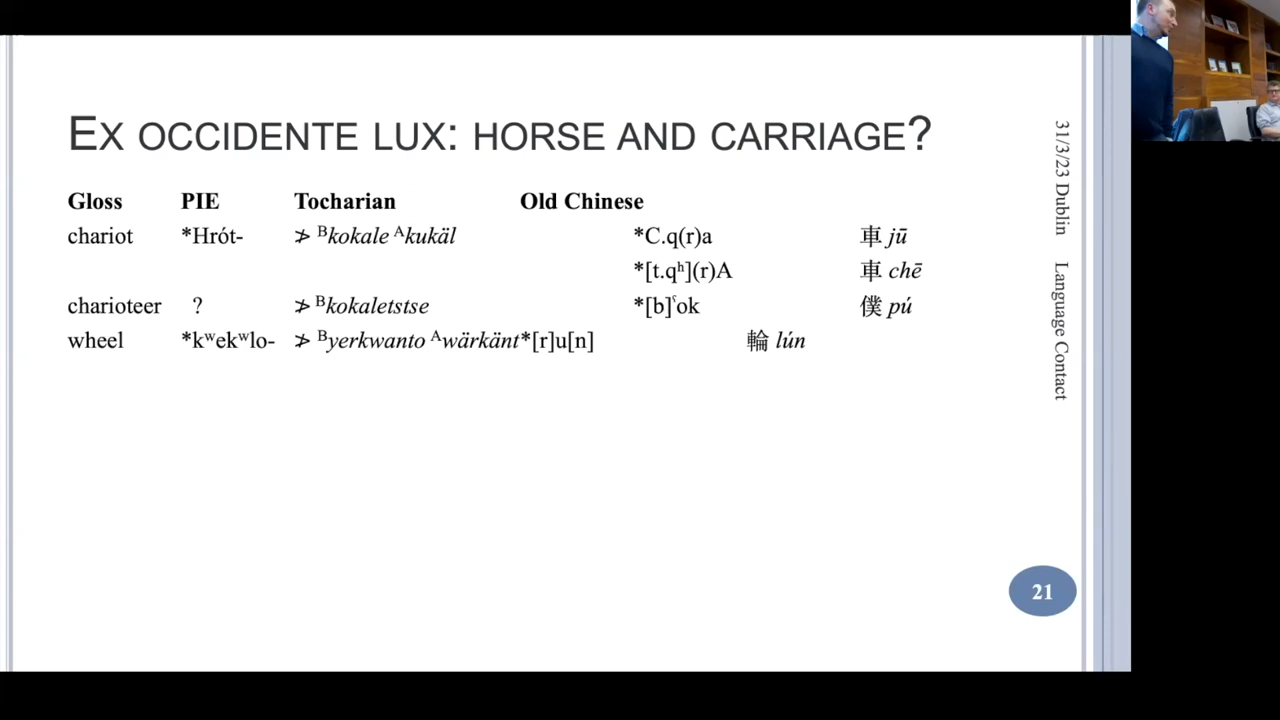 EX OCCIDENTE LUX: HORSE AND CARRIAGE?
Gloss PIE Tocharian Old Chinese
chariot *Hrót- ≯ ᴮkokale ᴬkukäl *C.q(r)a 車 jū
*[t.qʰ](r)A 車 chē
charioteer ? ≯ ᴮkokaletstse *[b]ˤok 僕 pú
wheel *kʷekʷlo- ≯ ᴮyerkwanto ᴬwärkänt *[r]u[n] 輪 lún
31/3/23 Dublin Language Contact
21